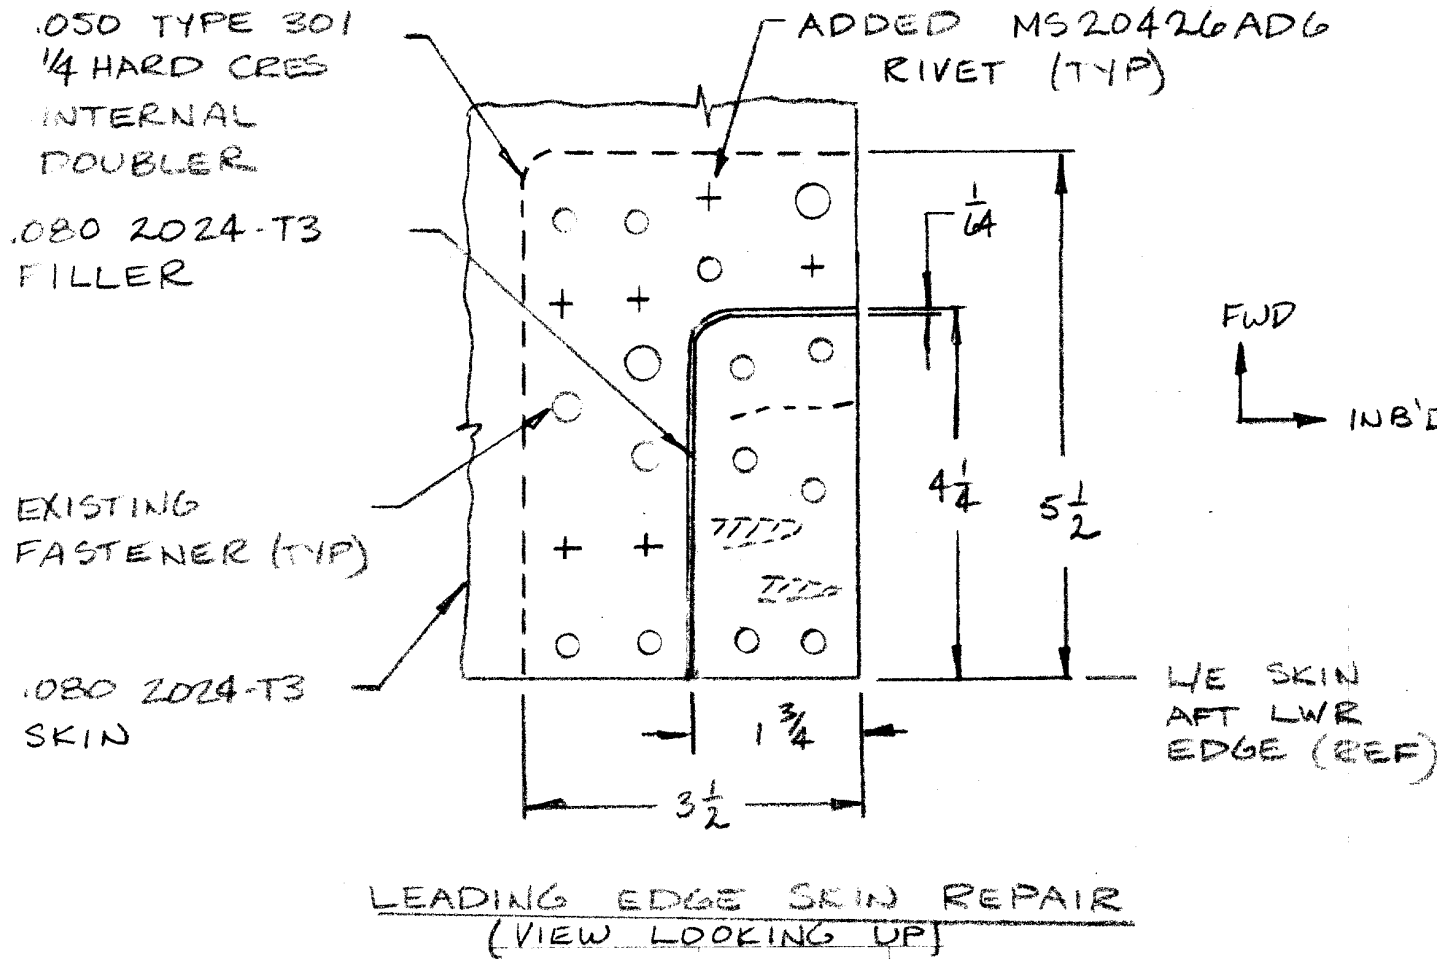 .050 TYPE 301
1/4 HARD CRES
INTERNAL
DOUBLER
ADDED MS20426AD6
RIVET (TYP)
.080 2024-T3
FILLER
1/64
FWD
INB'D
EXISTING
FASTENER (TYP)
4 1/4
5 1/2
.080 2024-T3
SKIN
1 3/4
3 1/2
L/E SKIN
AFT LWR
EDGE (REF)
LEADING EDGE SKIN REPAIR
(VIEW LOOKING UP)